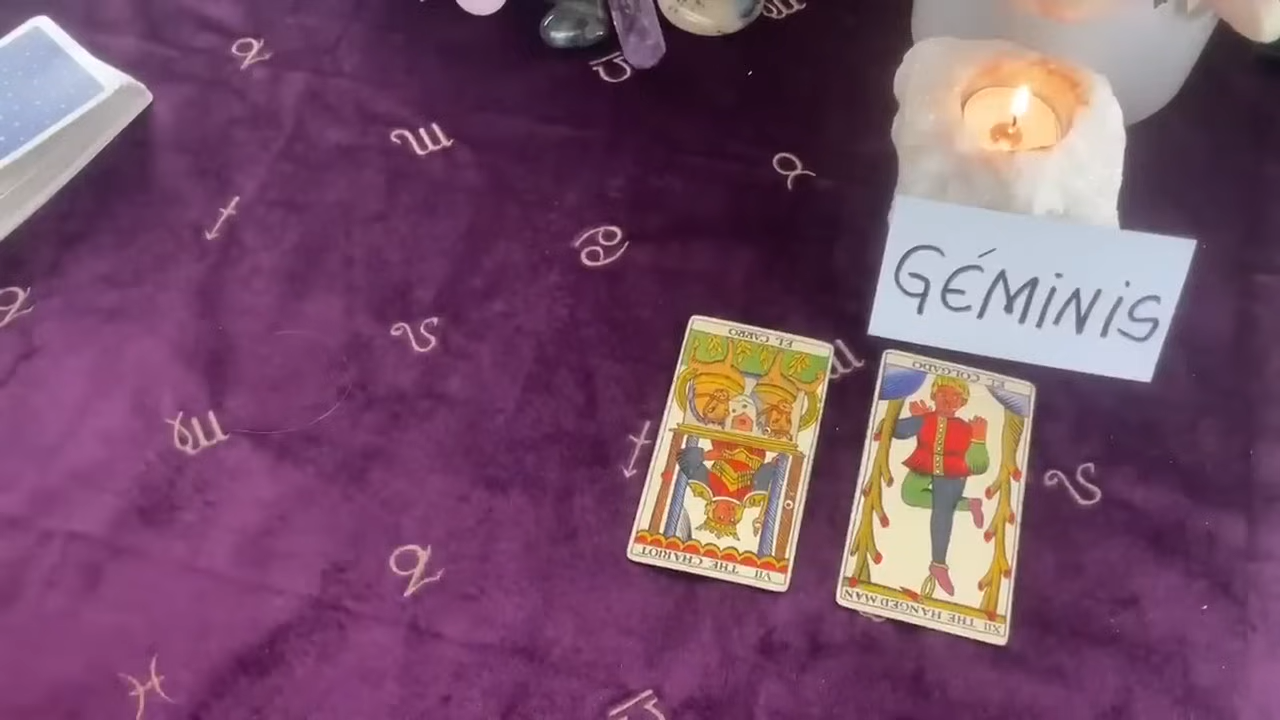 GÉMINIS
EL CARRO
VII THE CHARIOT
EL COLGADO
XII THE HANGED MAN